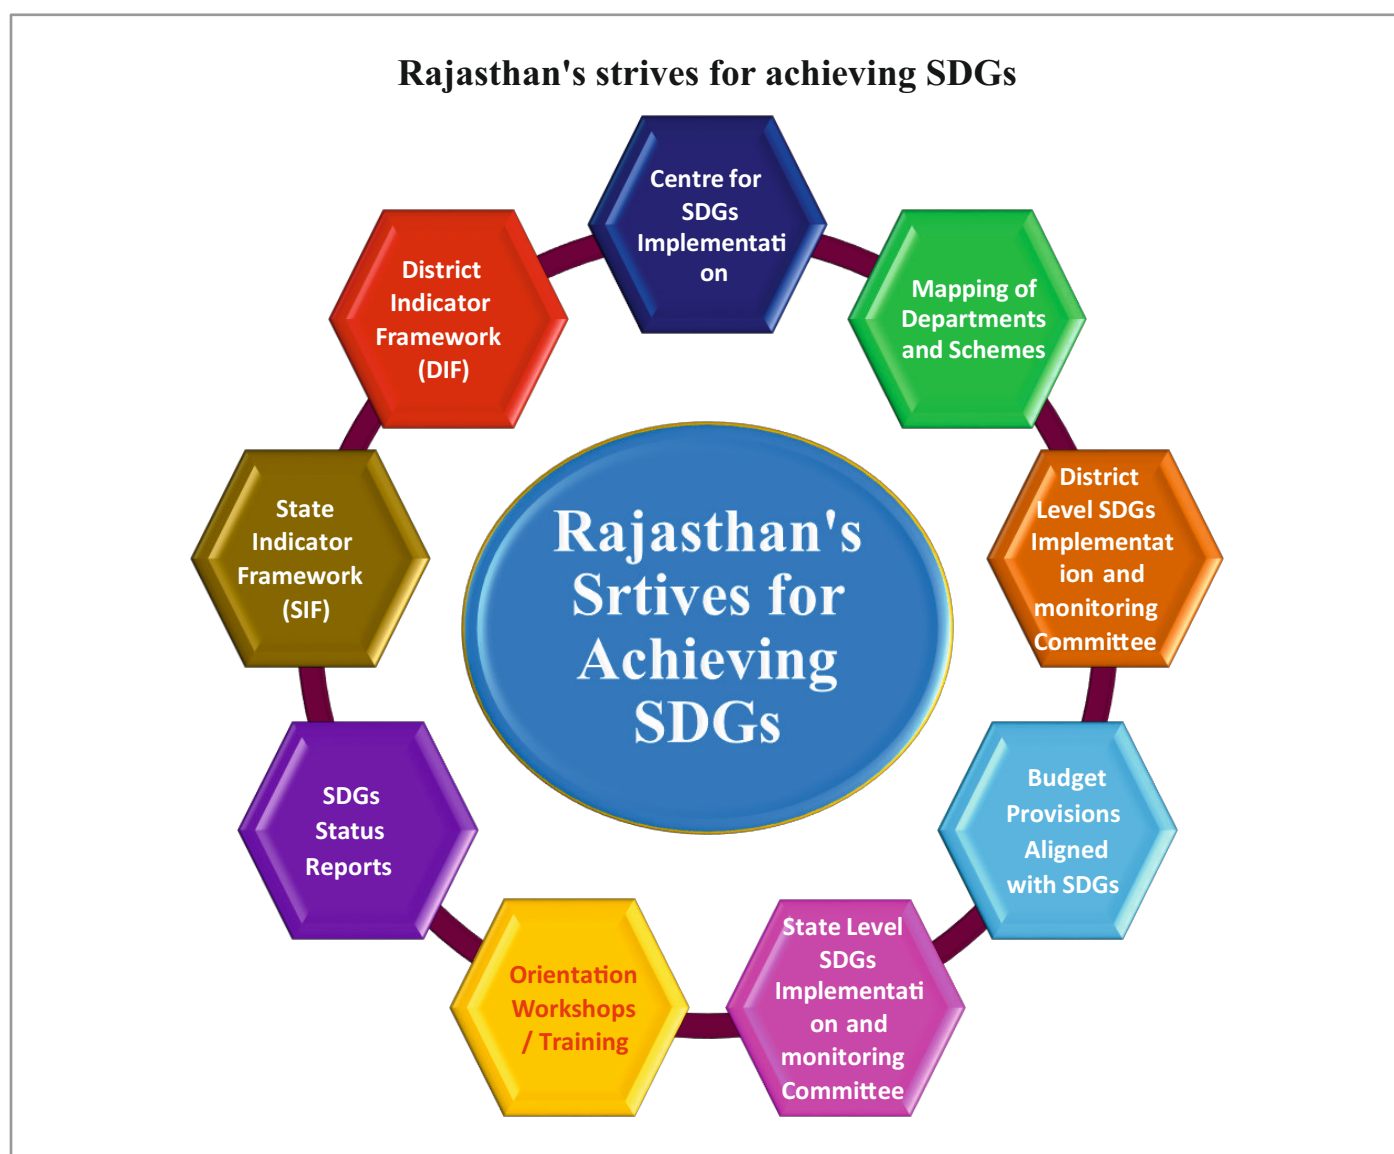 Rajasthan's strives for achieving SDGs
Centre for
SDGs
Implementati
on
Mapping of
Departments
and Schemes
District
Level SDGs
Implementat
ion and
monitoring
Committee
Budget
Provisions
Aligned
with SDGs
State Level
SDGs
Implementati
on and
monitoring
Committee
Orientation
Workshops
/ Training
SDGs
Status
Reports
State
Indicator
Framework
(SIF)
District
Indicator
Framework
(DIF)
Rajasthan's
Srtives for
Achieving
SDGs